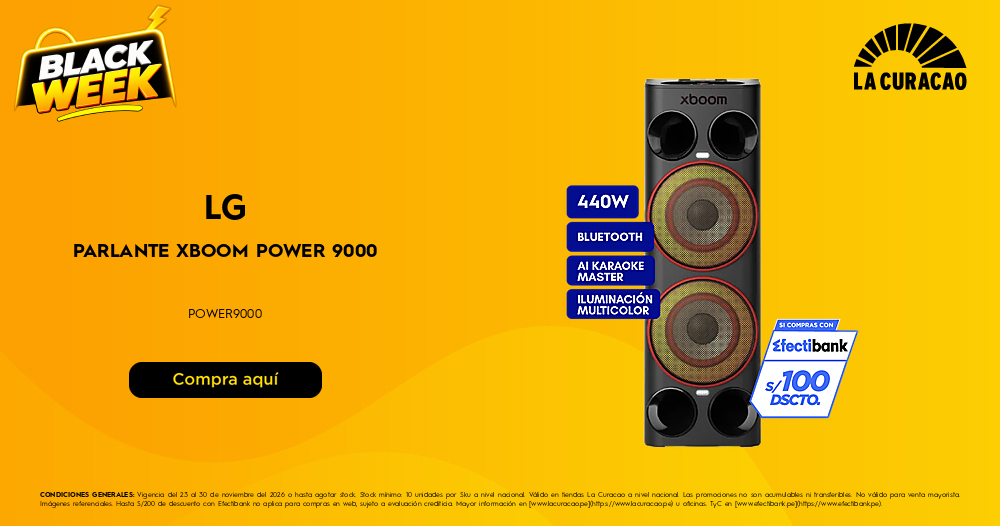 BLACK
WEEK
LA CURACAO
xboom
LG
PARLANTE XBOOM POWER 9000
POWER9000
Compra aquí
440W
BLUETOOTH
AI KARAOKE
MASTER
ILUMINACIÓN
MULTICOLOR
SI COMPRAS CON
Efectibank
S/100
DSCTO.
CONDICIONES GENERALES: Vigencia del 23 al 30 de noviembre del 2026 o hasta agotar stock. Stock mínimo: 10 unidades por Sku a nivel nacional. Válido en tiendas La Curacao a nivel nacional. Las promociones no son acumulables ni transferibles. No válido para venta mayorista.
Imágenes referenciales. Hasta S/200 de descuento con Efectibank no aplica para compras en web, sujeto a evaluación crediticia. Mayor información en [www.lacuracao.pe](https://www.lacuracao.pe) u oficinas. TyC en [www.efectibank.pe](https://www.efectibank.pe).